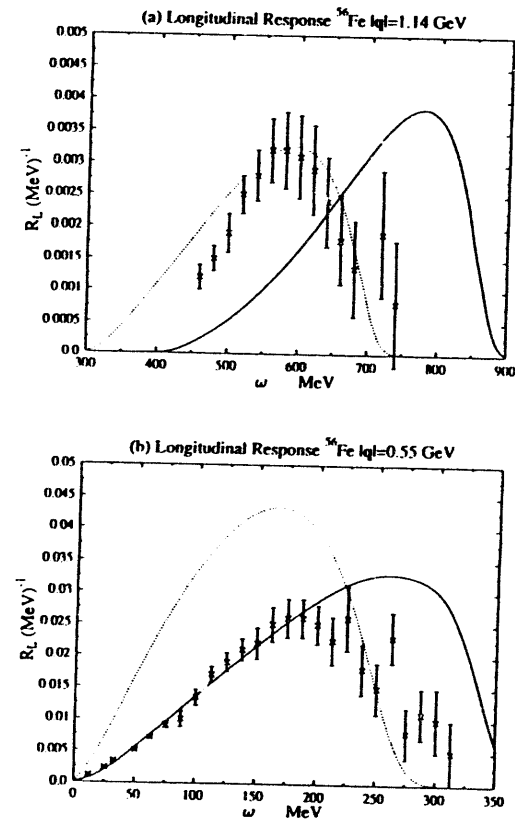 (a) Longitudinal Response ⁵⁶Fe |q|=1.14 GeV
0.005
0.0045
0.004
0.0035
0.003
0.0025
0.002
0.0015
0.001
0.0005
0.0
R_L (MeV)⁻¹
300 400 500 600 700 800 900
ω MeV
(b) Longitudinal Response ⁵⁶Fe |q|=0.55 GeV
0.05
0.045
0.04
0.035
0.03
0.025
0.02
0.015
0.01
0.005
0.0
R_L (MeV)⁻¹
0 50 100 150 200 250 300 350
ω MeV